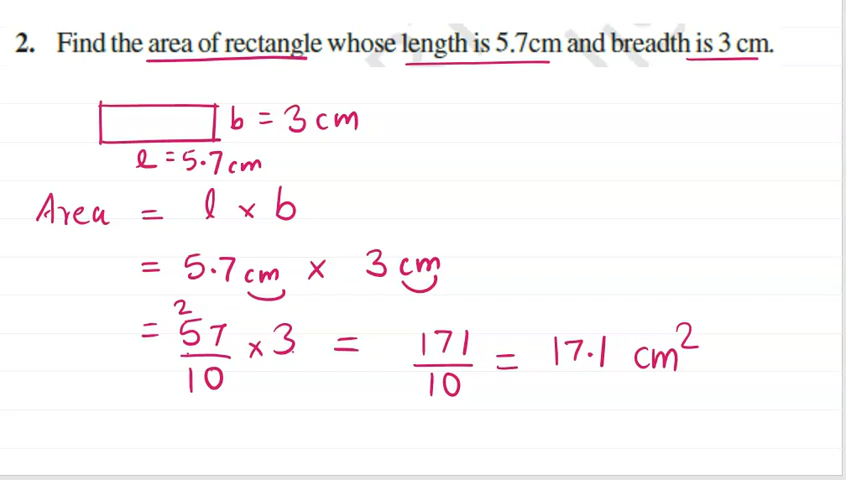 2. Find the area of rectangle whose length is 5.7cm and breadth is 3 cm.
b = 3 cm
l = 5.7 cm
Area = l × b
= 5.7 cm × 3 cm
2
= 57/10 × 3 = 171/10 = 17.1 cm²